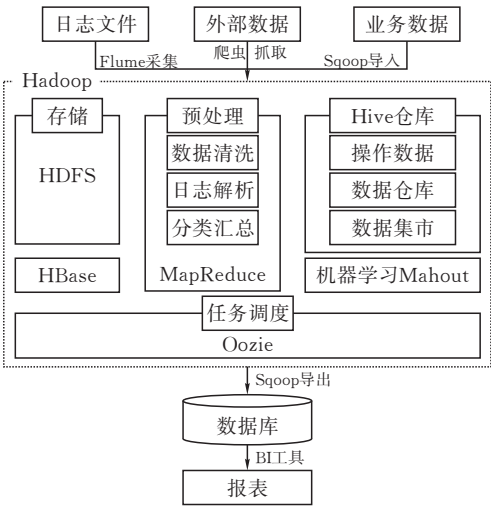 日志文件
外部数据
业务数据
Flume采集
爬虫 抓取
Sqoop导入
Hadoop
存储
HDFS
HBase
预处理
数据清洗
日志解析
分类汇总
MapReduce
Hive仓库
操作数据
数据仓库
数据集市
机器学习Mahout
任务调度
Oozie
Sqoop导出
数据库
BI工具
报表